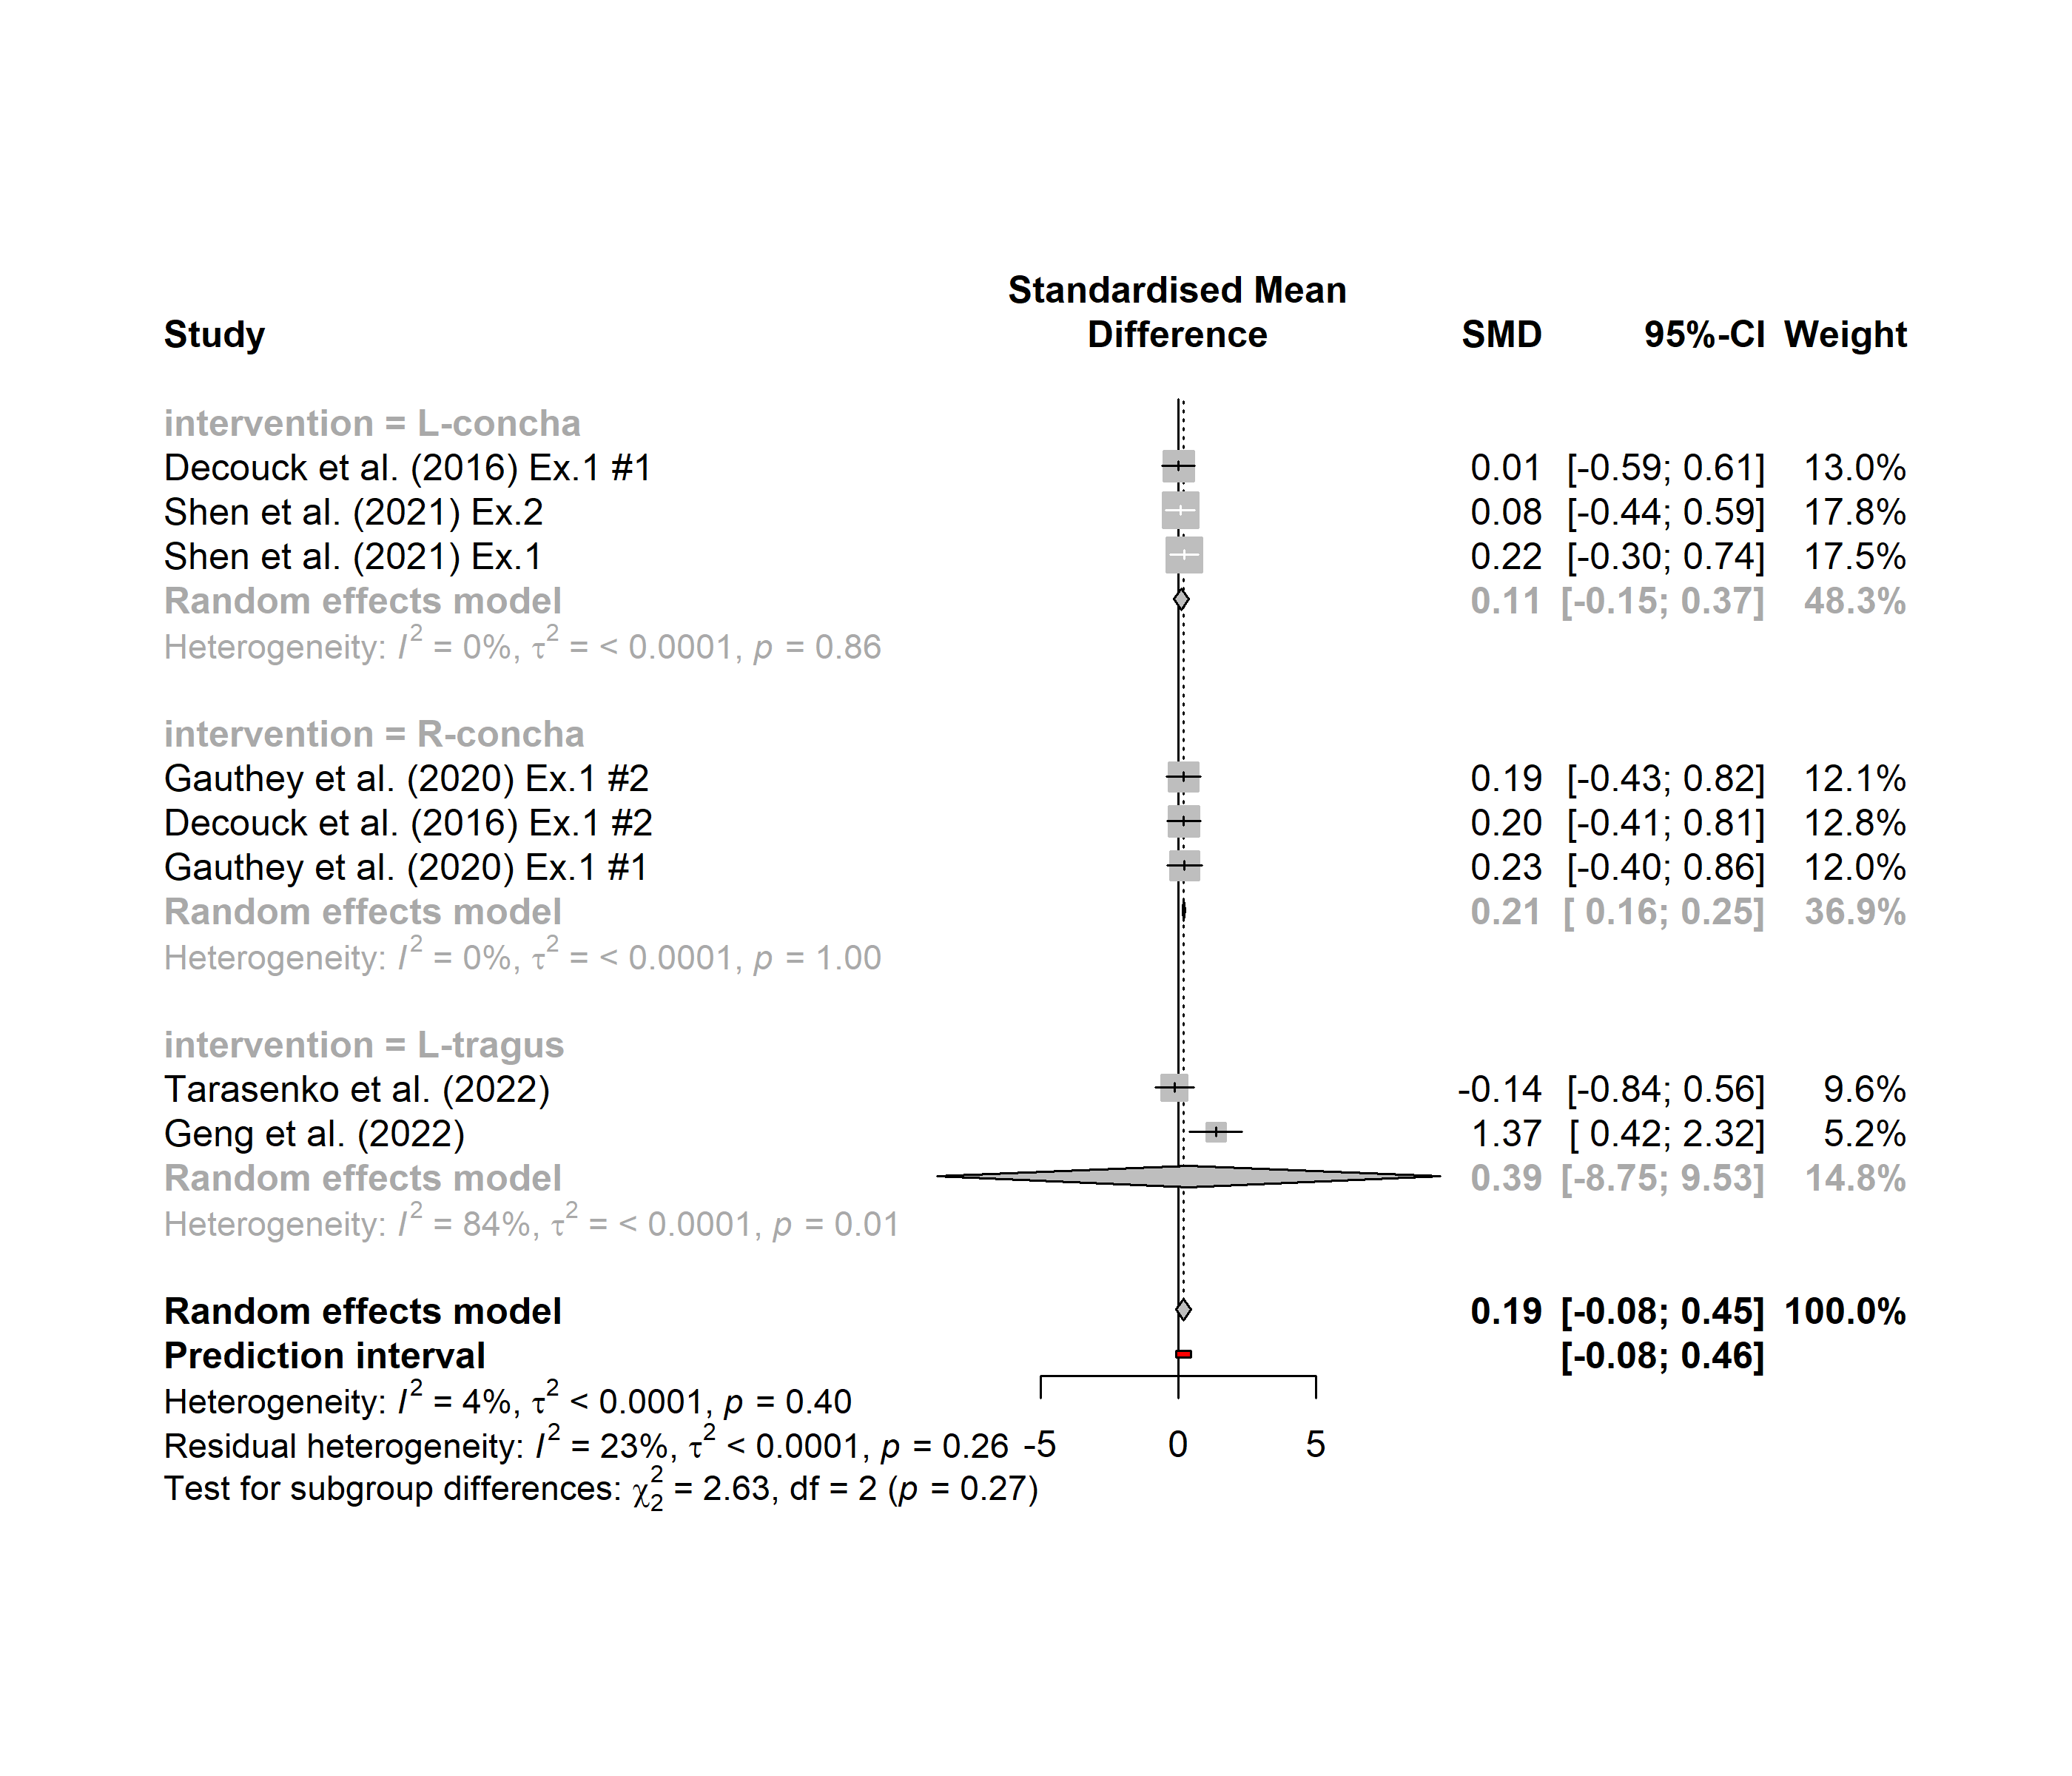 Standardised Mean
Study Difference SMD 95%-CI Weight
intervention = L-concha
Decouck et al. (2016) Ex.1 #1 0.01 [-0.59; 0.61] 13.0%
Shen et al. (2021) Ex.2 0.08 [-0.44; 0.59] 17.8%
Shen et al. (2021) Ex.1 0.22 [-0.30; 0.74] 17.5%
Random effects model 0.11 [-0.15; 0.37] 48.3%
Heterogeneity: I² = 0%, τ² = < 0.0001, p = 0.86
intervention = R-concha
Gauthey et al. (2020) Ex.1 #2 0.19 [-0.43; 0.82] 12.1%
Decouck et al. (2016) Ex.1 #2 0.20 [-0.41; 0.81] 12.8%
Gauthey et al. (2020) Ex.1 #1 0.23 [-0.40; 0.86] 12.0%
Random effects model 0.21 [ 0.16; 0.25] 36.9%
Heterogeneity: I² = 0%, τ² = < 0.0001, p = 1.00
intervention = L-tragus
Tarasenko et al. (2022) -0.14 [-0.84; 0.56] 9.6%
Geng et al. (2022) 1.37 [ 0.42; 2.32] 5.2%
Random effects model 0.39 [-8.75; 9.53] 14.8%
Heterogeneity: I² = 84%, τ² = < 0.0001, p = 0.01
Random effects model 0.19 [-0.08; 0.45] 100.0%
Prediction interval [-0.08; 0.46]
Heterogeneity: I² = 4%, τ² < 0.0001, p = 0.40
Residual heterogeneity: I² = 23%, τ² < 0.0001, p = 0.26 -5 0 5
Test for subgroup differences: χ²₂ = 2.63, df = 2 (p = 0.27)